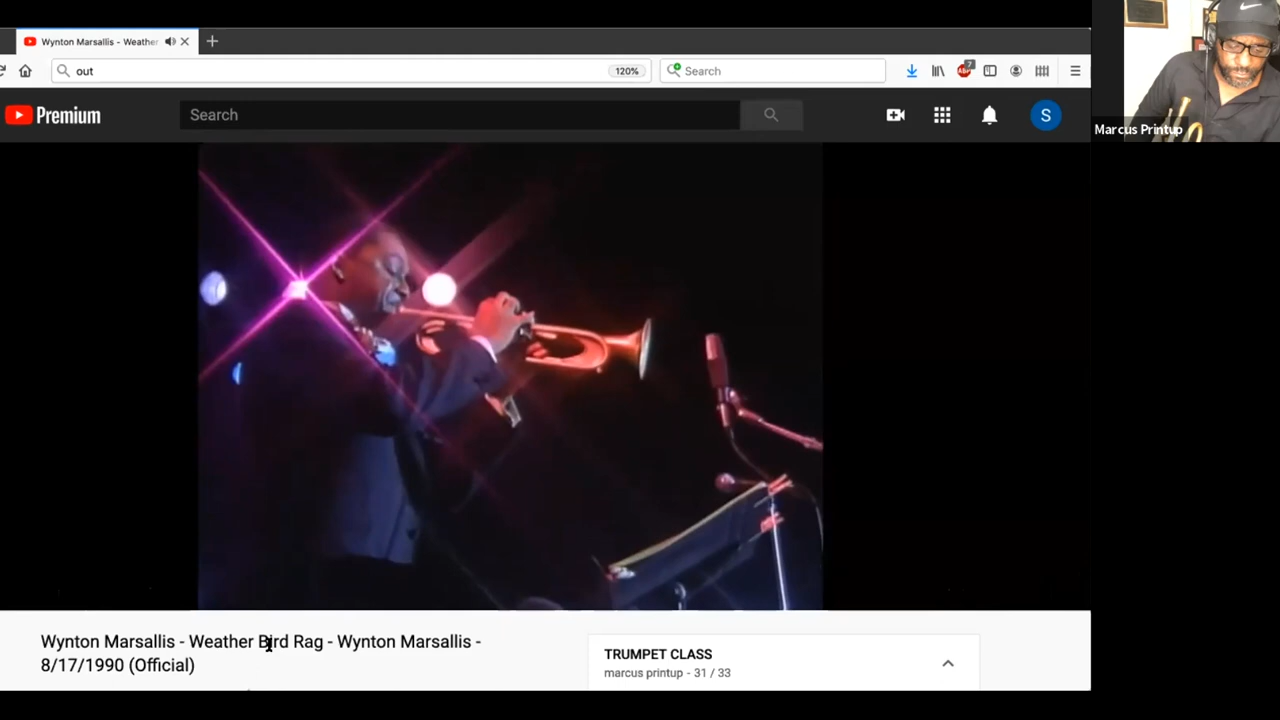 Wynton Marsallis - Weather
out
120%
Search
7
Premium
Search
S
Marcus Printup
Wynton Marsallis - Weather Bird Rag - Wynton Marsallis -
8/17/1990 (Official)
TRUMPET CLASS
marcus printup - 31 / 33